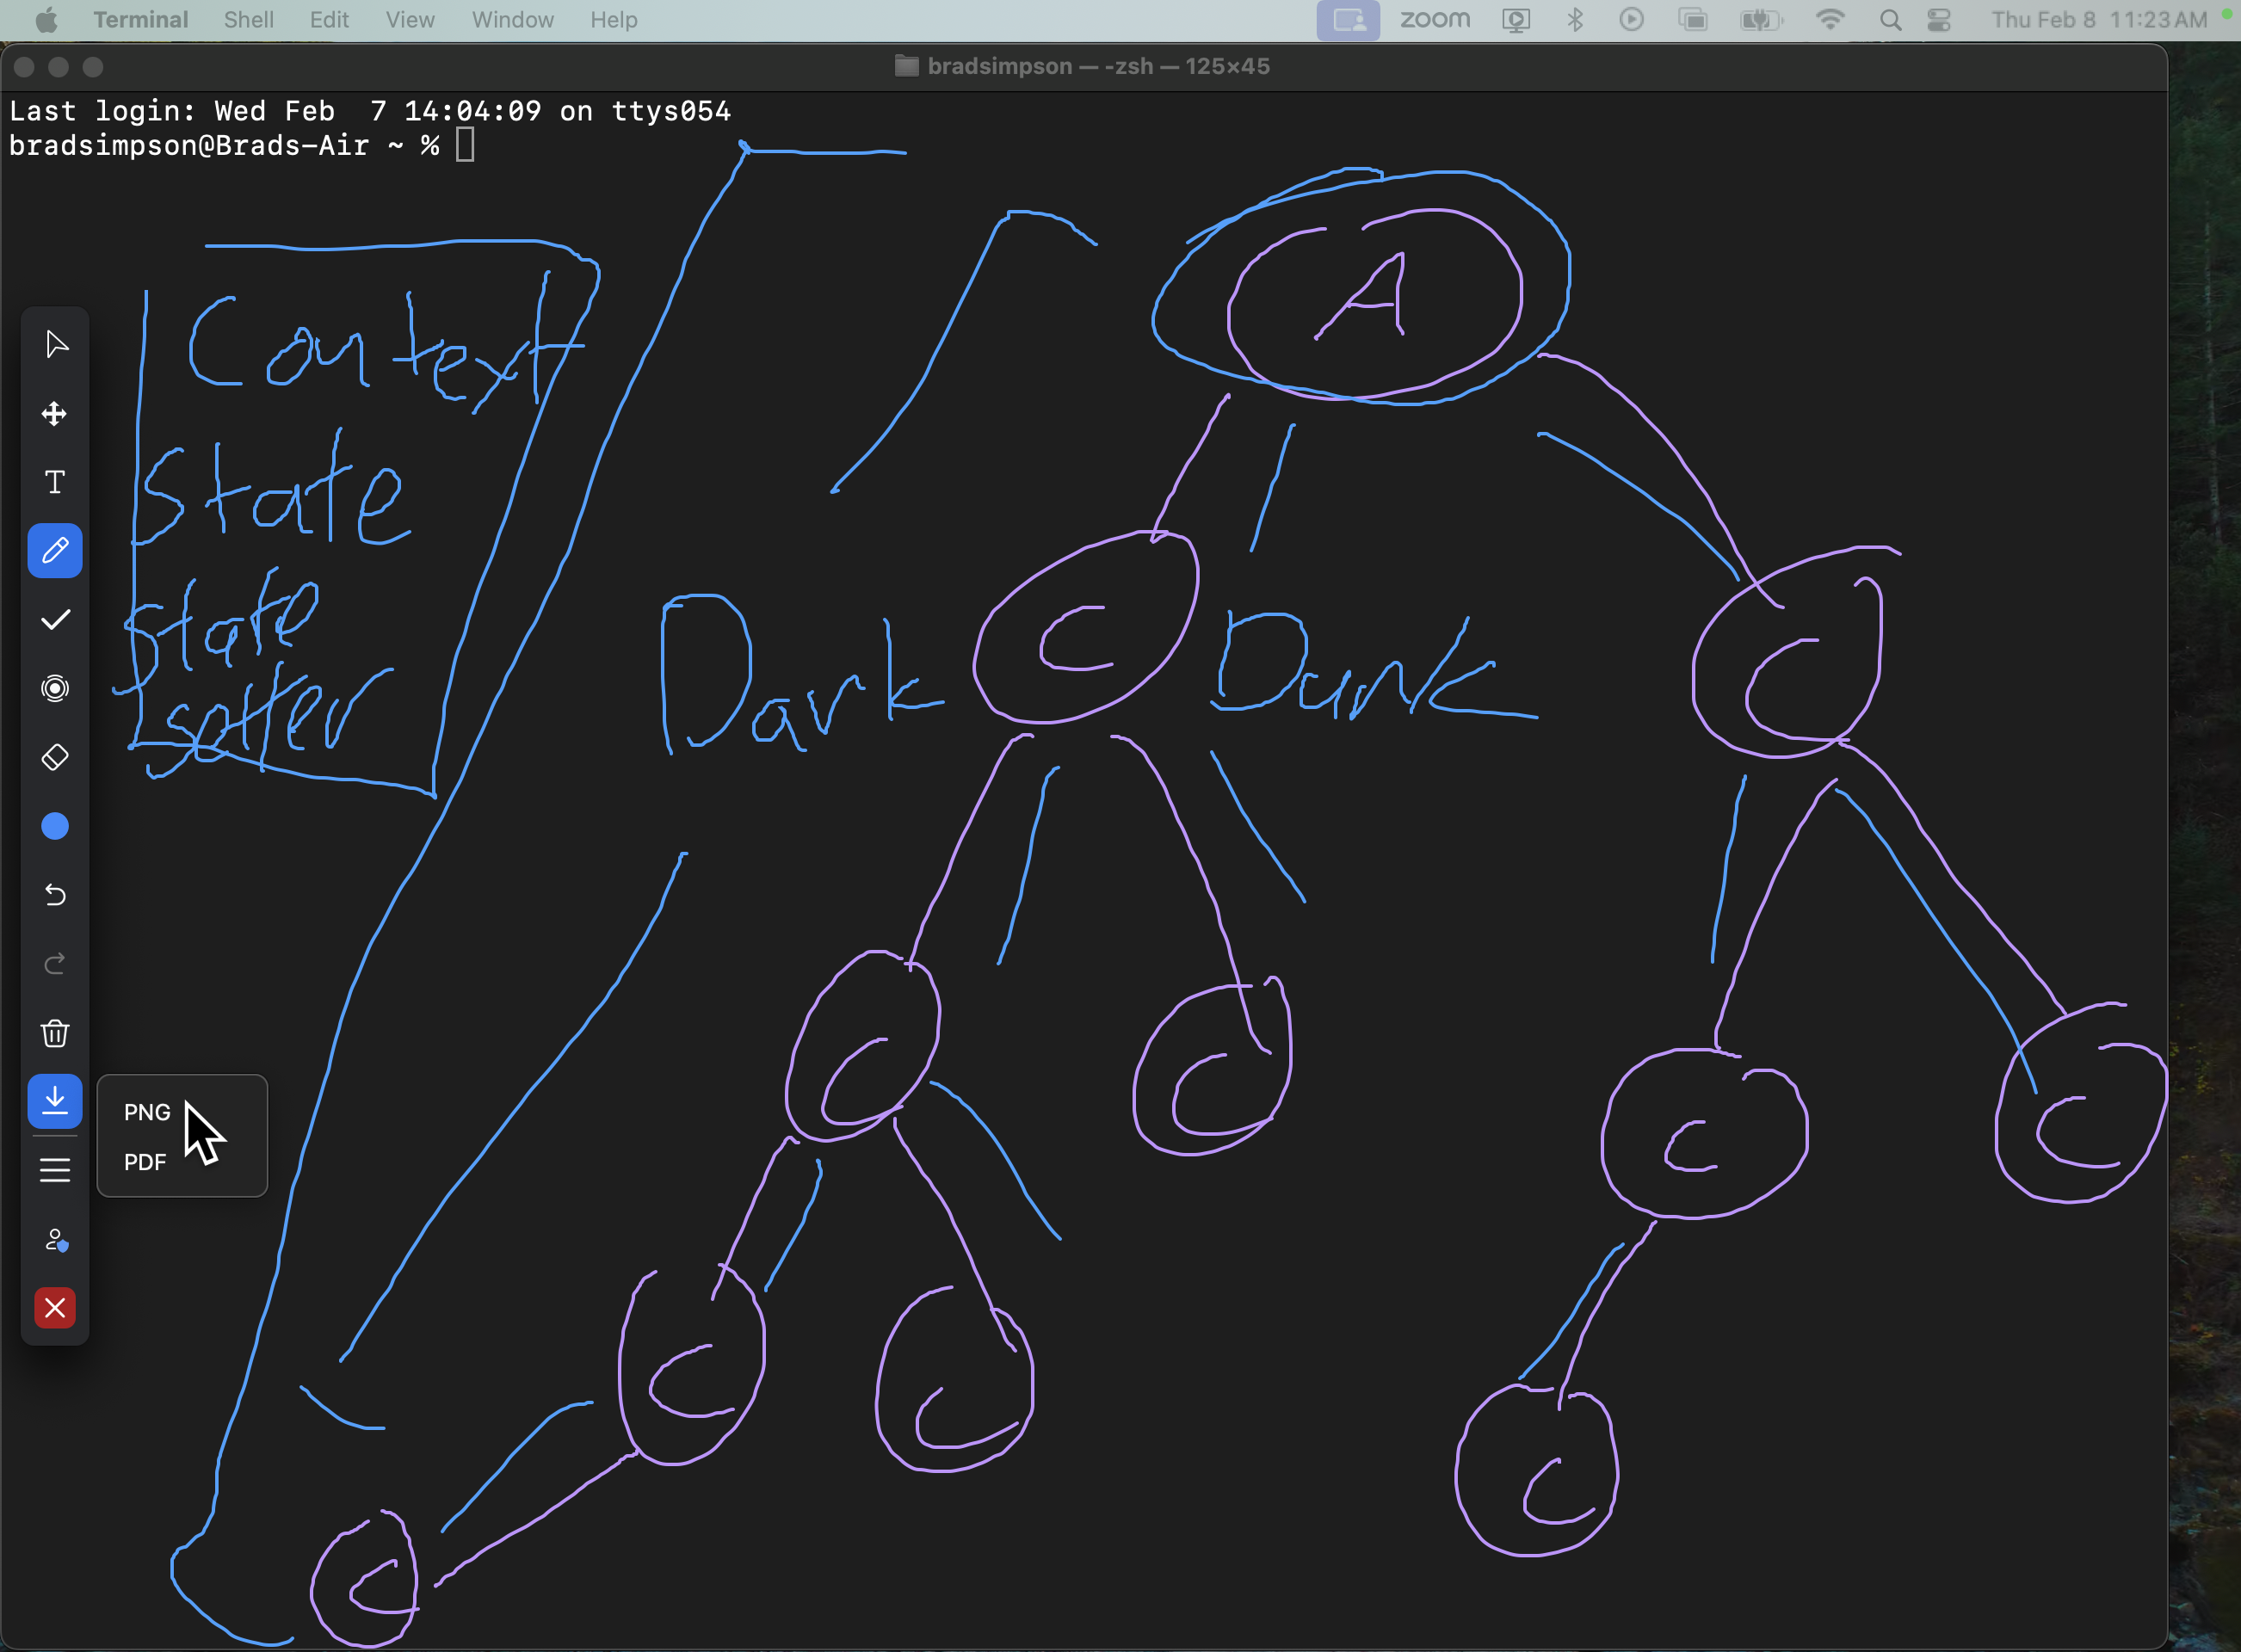 Terminal Shell Edit View Window Help zoom Thu Feb 8 11:23 AM
bradsimpson — -zsh — 125×45
Last login: Wed Feb  7 14:04:09 on ttys054
bradsimpson@Brads-Air ~ %
A
Context
T
State
C
C
State
Dark
Dark
setter
C
C
C
C
PNG
PDF
C
C
C
C